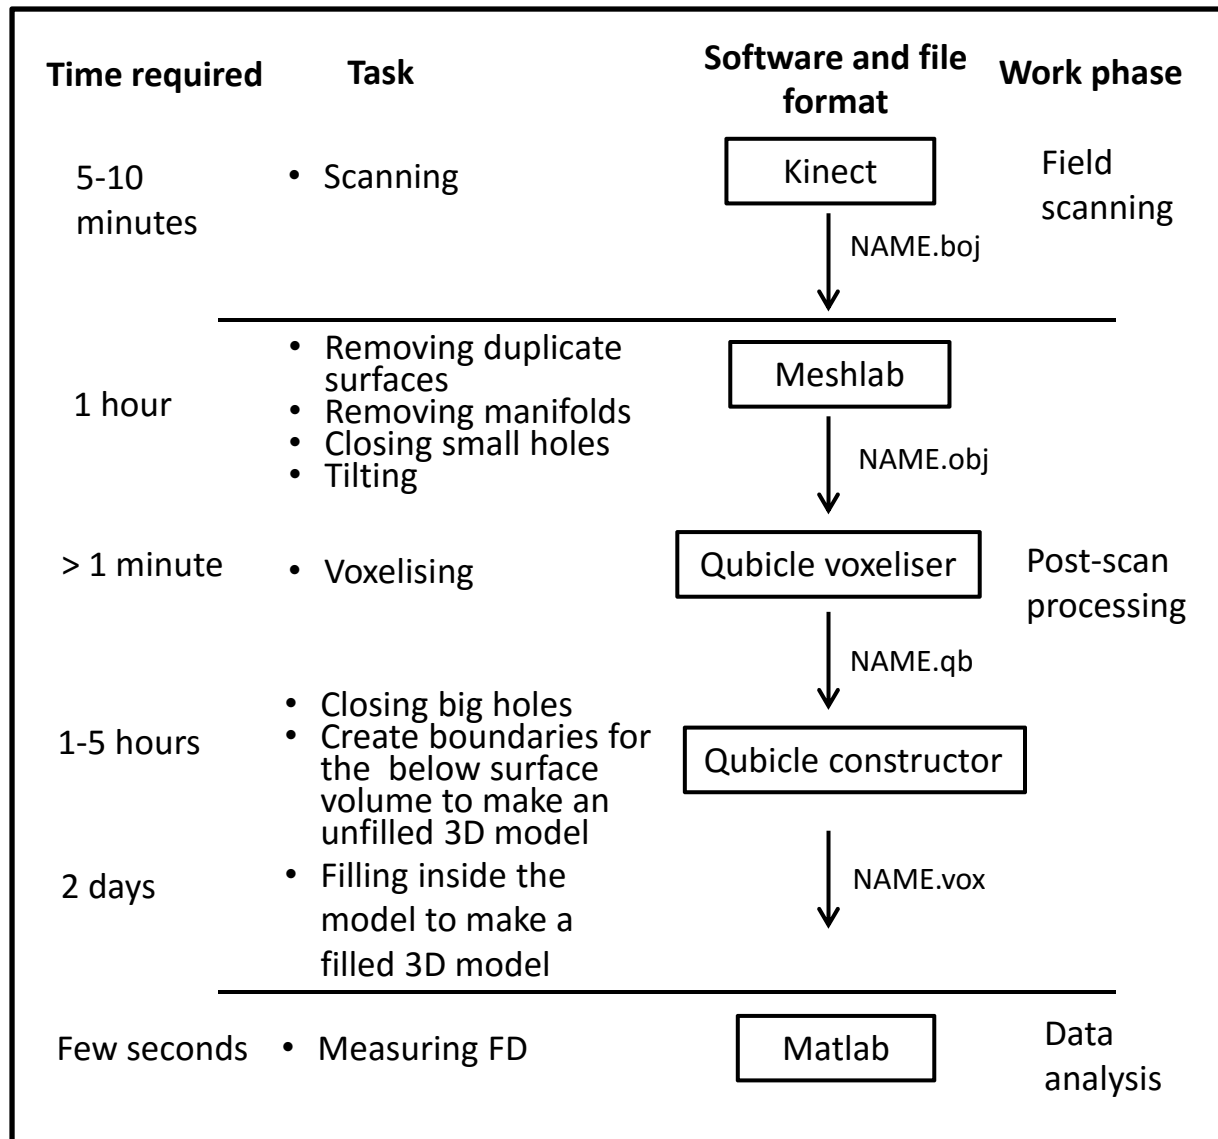 Time required
Task
Software and file
format
Work phase
5-10
minutes
• Scanning
Kinect
Field
scanning
NAME.boj
1 hour
• Removing duplicate
surfaces
• Removing manifolds
• Closing small holes
• Tilting
Meshlab
NAME.obj
> 1 minute
• Voxelising
Qubicle voxeliser
Post-scan
processing
NAME.qb
1-5 hours
• Closing big holes
• Create boundaries for
the below surface
volume to make an
unfilled 3D model
Qubicle constructor
2 days
• Filling inside the
model to make a
filled 3D model
NAME.vox
Few seconds
• Measuring FD
Matlab
Data
analysis